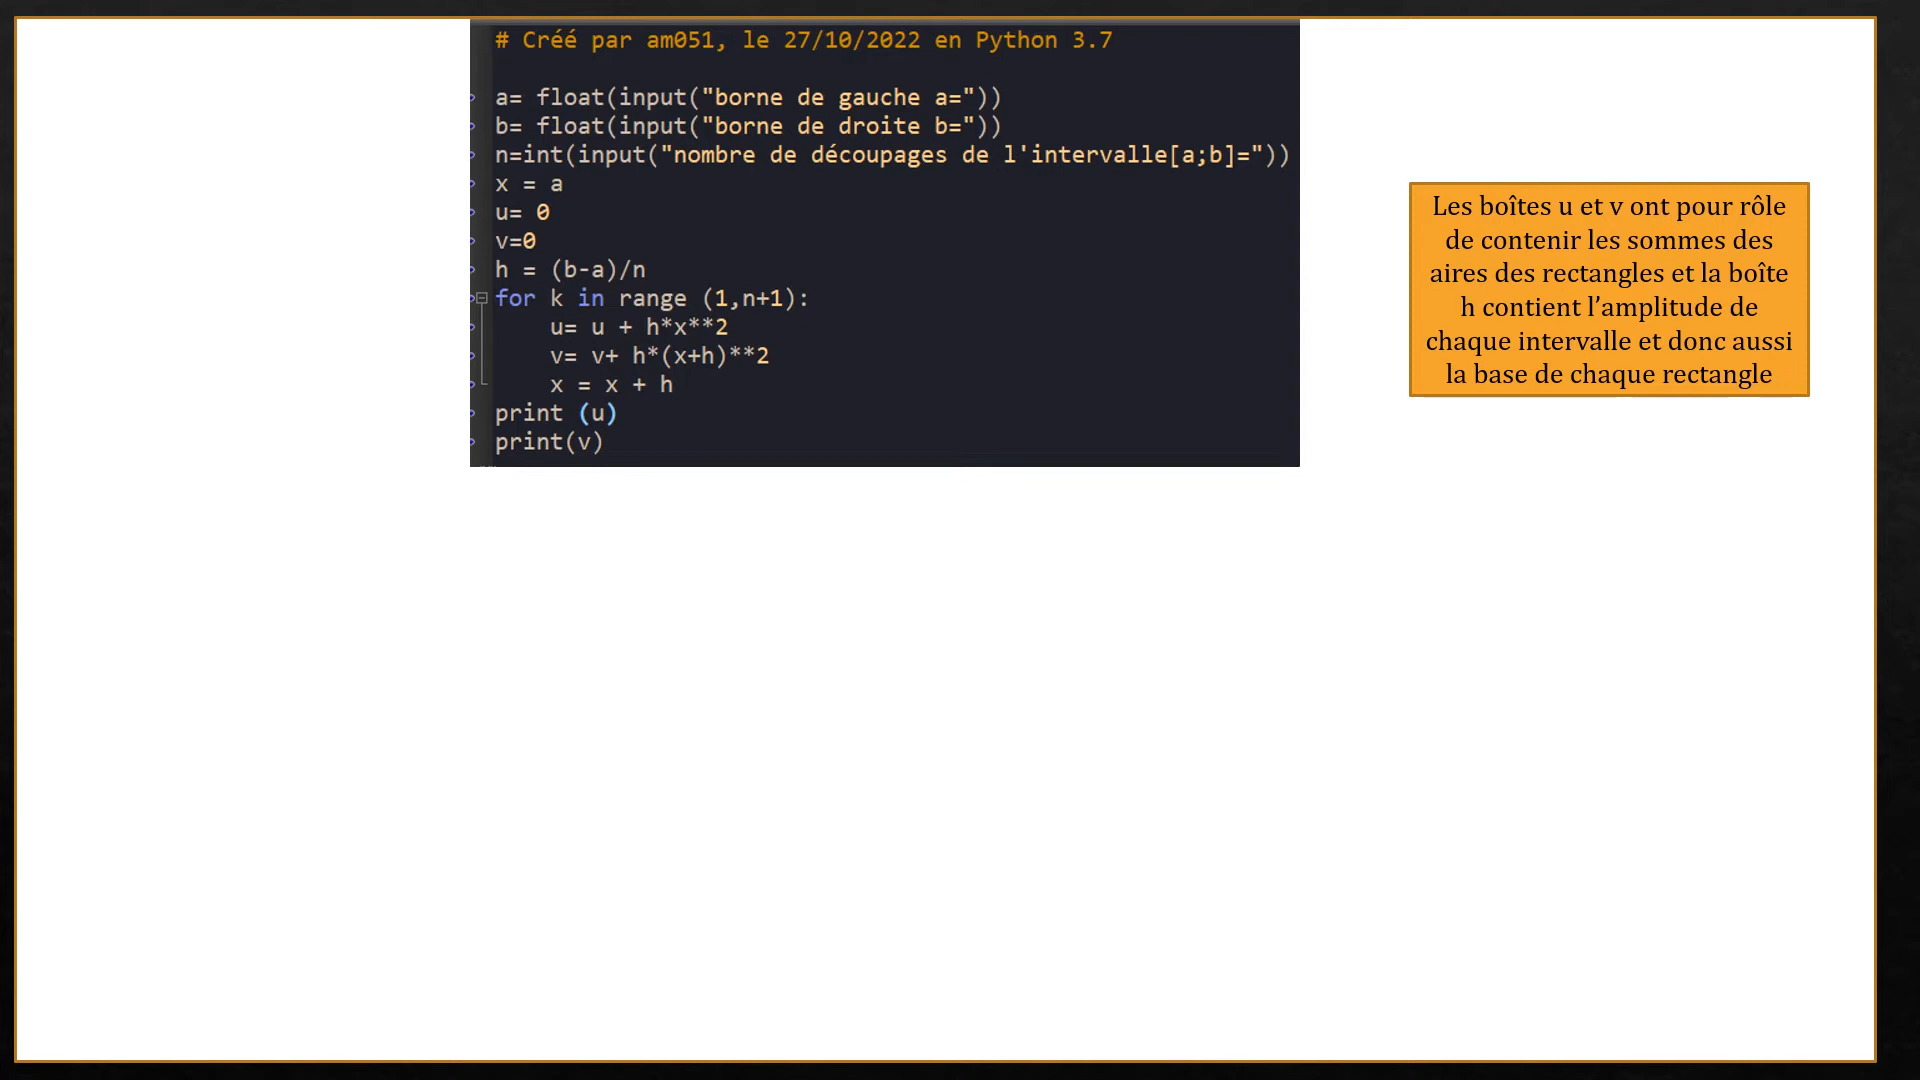 # Créé par am051, le 27/10/2022 en Python 3.7
a= float(input("borne de gauche a="))
b= float(input("borne de droite b="))
n=int(input("nombre de découpages de l'intervalle[a;b]="))
x = a
u= 0
v=0
h = (b-a)/n
for k in range (1,n+1):
    u= u + h*x**2
    v= v+ h*(x+h)**2
    x = x + h
print (u)
print(v)
Les boîtes u et v ont pour rôle
de contenir les sommes des
aires des rectangles et la boîte
h contient l’amplitude de
chaque intervalle et donc aussi
la base de chaque rectangle